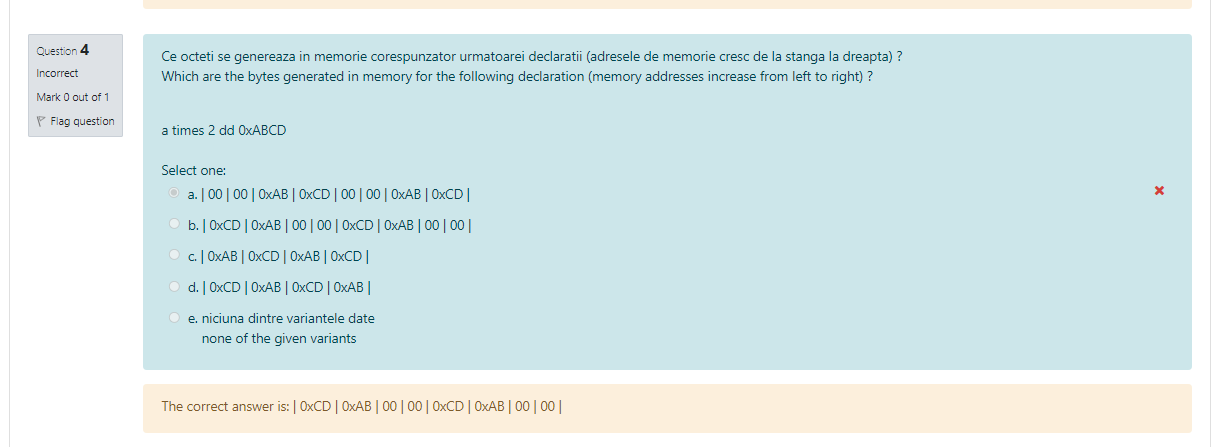 Question 4
Incorrect
Mark 0 out of 1
Flag question
Ce octeti se genereaza in memorie corespunzator urmatoarei declaratii (adresele de memorie cresc de la stanga la dreapta) ?
Which are the bytes generated in memory for the following declaration (memory addresses increase from left to right) ?
a times 2 dd 0xABCD
Select one:
a. | 00 | 00 | 0xAB | 0xCD | 00 | 00 | 0xAB | 0xCD |
b. | 0xCD | 0xAB | 00 | 00 | 0xCD | 0xAB | 00 | 00 |
c. | 0xAB | 0xCD | 0xAB | 0xCD |
d. | 0xCD | 0xAB | 0xCD | 0xAB |
e. niciuna dintre variantele date
none of the given variants
The correct answer is: | 0xCD | 0xAB | 00 | 00 | 0xCD | 0xAB | 00 | 00 |